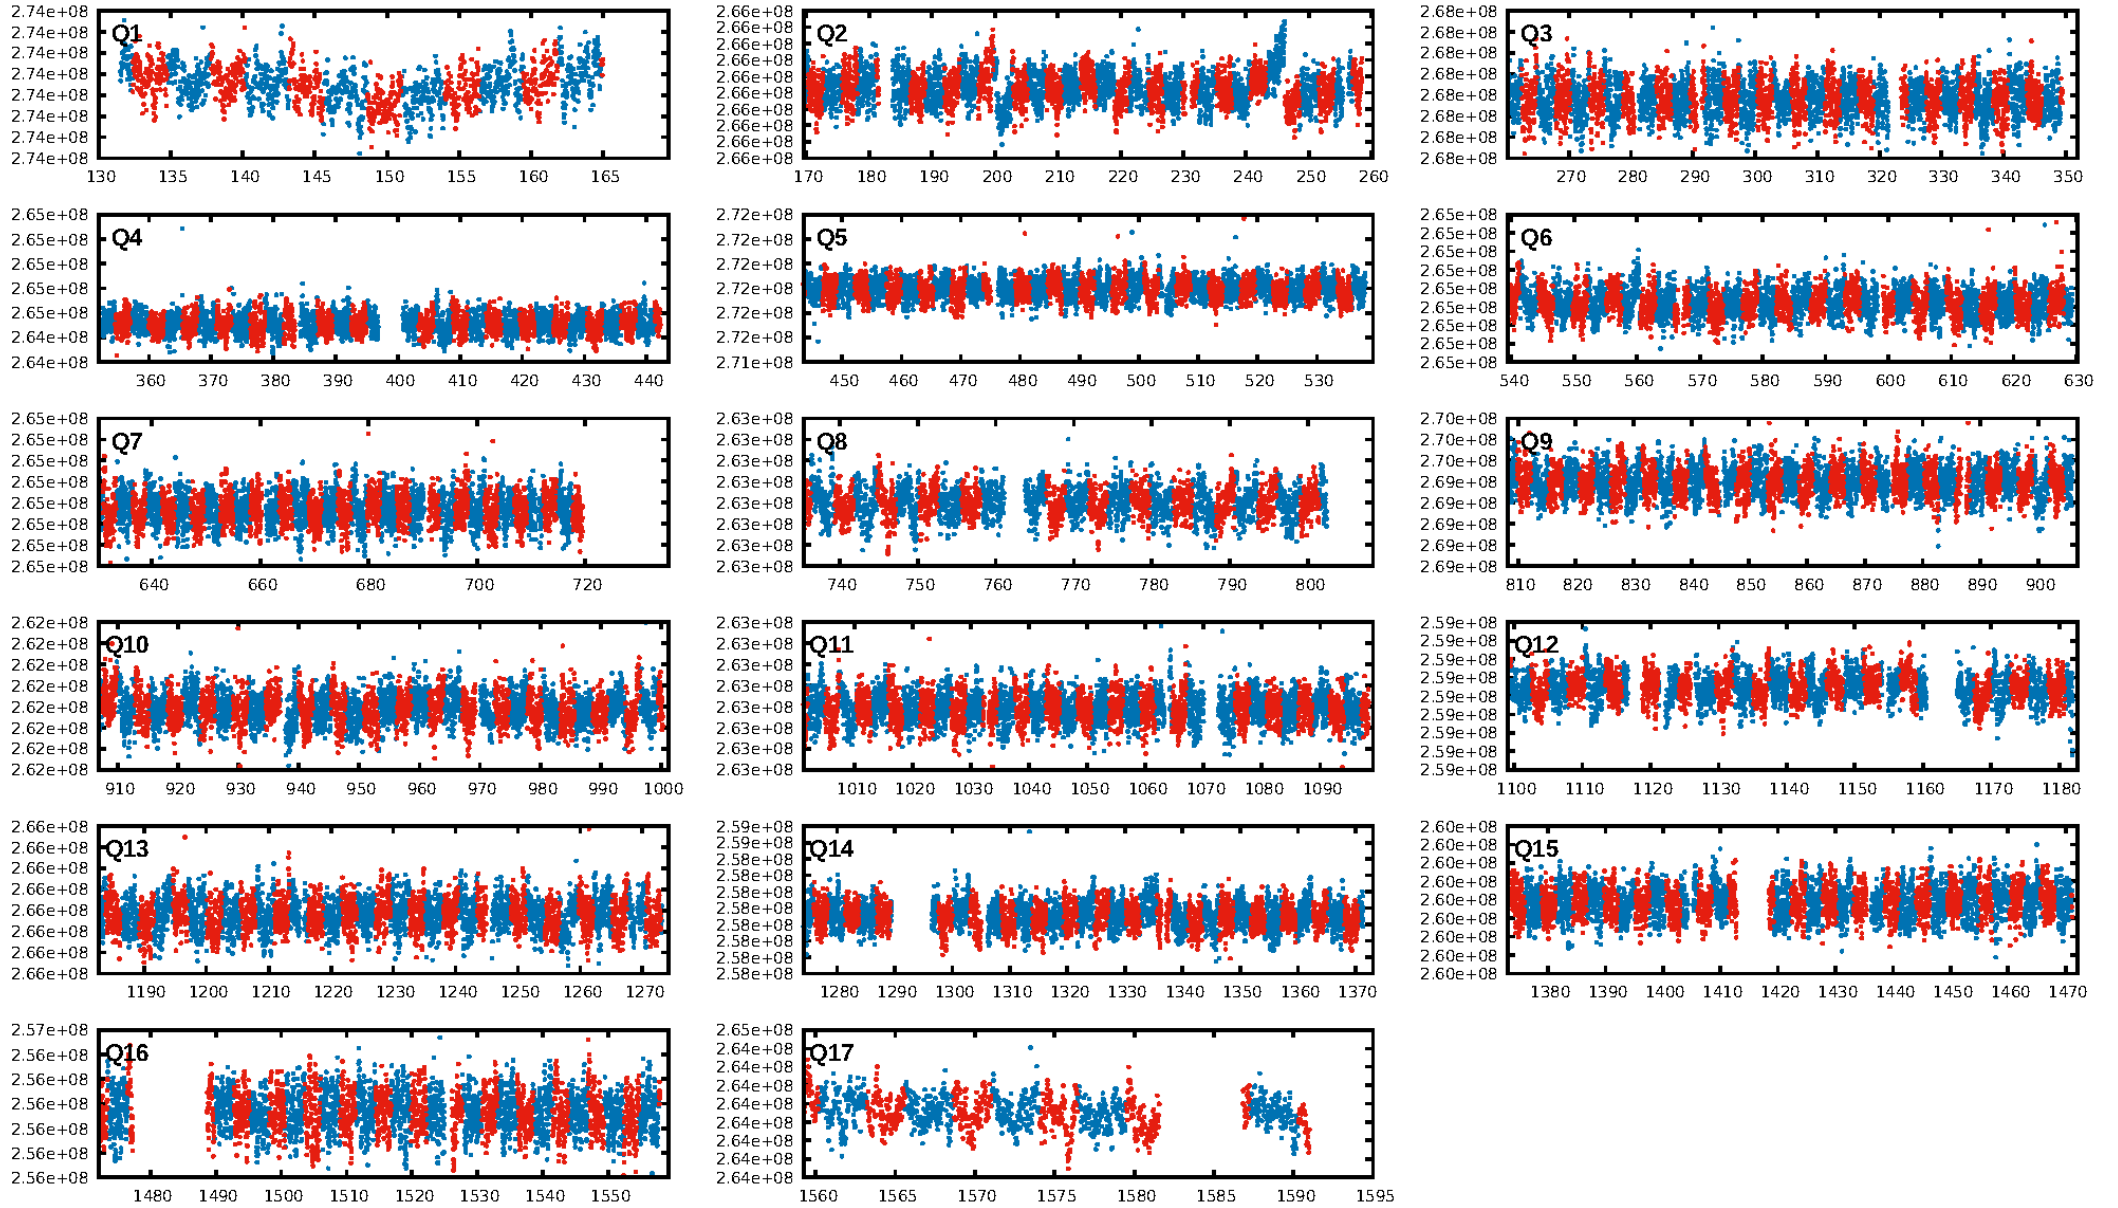 2.74e+08 2.74e+08 2.74e+08 2.74e+08 2.74e+08 2.74e+08 2.74e+08 2.74e+08
Q1
130 135 140 145 150 155 160 165
2.66e+08 2.66e+08 2.66e+08 2.66e+08 2.66e+08 2.66e+08 2.66e+08 2.66e+08 2.66e+08 2.66e+08
Q2
170 180 190 200 210 220 230 240 250 260
2.68e+08 2.68e+08 2.68e+08 2.68e+08 2.68e+08 2.68e+08 2.68e+08 2.68e+08
Q3
270 280 290 300 310 320 330 340 350
2.65e+08 2.65e+08 2.65e+08 2.65e+08 2.65e+08 2.64e+08 2.64e+08
Q4
360 370 380 390 400 410 420 430 440
2.72e+08 2.72e+08 2.72e+08 2.72e+08 2.72e+08 2.72e+08 2.71e+08
Q5
450 460 470 480 490 500 510 520 530
2.65e+08 2.65e+08 2.65e+08 2.65e+08 2.65e+08 2.65e+08 2.65e+08 2.65e+08 2.65e+08
Q6
540 550 560 570 580 590 600 610 620 630
2.65e+08 2.65e+08 2.65e+08 2.65e+08 2.65e+08 2.65e+08 2.65e+08 2.65e+08
Q7
640 660 680 700 720
2.63e+08 2.63e+08 2.63e+08 2.63e+08 2.63e+08 2.63e+08 2.63e+08 2.63e+08
Q8
740 750 760 770 780 790 800
2.70e+08 2.70e+08 2.70e+08 2.69e+08 2.69e+08 2.69e+08 2.69e+08 2.69e+08
Q9
810 820 830 840 850 860 870 880 890 900
2.62e+08 2.62e+08 2.62e+08 2.62e+08 2.62e+08 2.62e+08 2.62e+08 2.62e+08
Q10
910 920 930 940 950 960 970 980 990 1000
2.63e+08 2.63e+08 2.63e+08 2.63e+08 2.63e+08 2.63e+08 2.63e+08 2.63e+08
Q11
1010 1020 1030 1040 1050 1060 1070 1080 1090
2.59e+08 2.59e+08 2.59e+08 2.59e+08 2.59e+08 2.59e+08 2.59e+08 2.59e+08 2.59e+08
Q12
1100 1110 1120 1130 1140 1150 1160 1170 1180
2.66e+08 2.66e+08 2.66e+08 2.66e+08 2.66e+08 2.66e+08 2.66e+08 2.66e+08
Q13
1190 1200 1210 1220 1230 1240 1250 1260 1270
2.59e+08 2.59e+08 2.58e+08 2.58e+08 2.58e+08 2.58e+08 2.58e+08 2.58e+08 2.58e+08 2.58e+08
Q14
1280 1290 1300 1310 1320 1330 1340 1350 1360 1370
2.60e+08 2.60e+08 2.60e+08 2.60e+08 2.60e+08 2.60e+08 2.60e+08 2.60e+08 2.60e+08
Q15
1380 1390 1400 1410 1420 1430 1440 1450 1460 1470
2.57e+08 2.56e+08 2.56e+08 2.56e+08 2.56e+08 2.56e+08 2.56e+08
Q16
1480 1490 1500 1510 1520 1530 1540 1550
2.65e+08 2.64e+08 2.64e+08 2.64e+08 2.64e+08 2.64e+08 2.64e+08 2.64e+08 2.64e+08
Q17
1560 1565 1570 1575 1580 1585 1590 1595